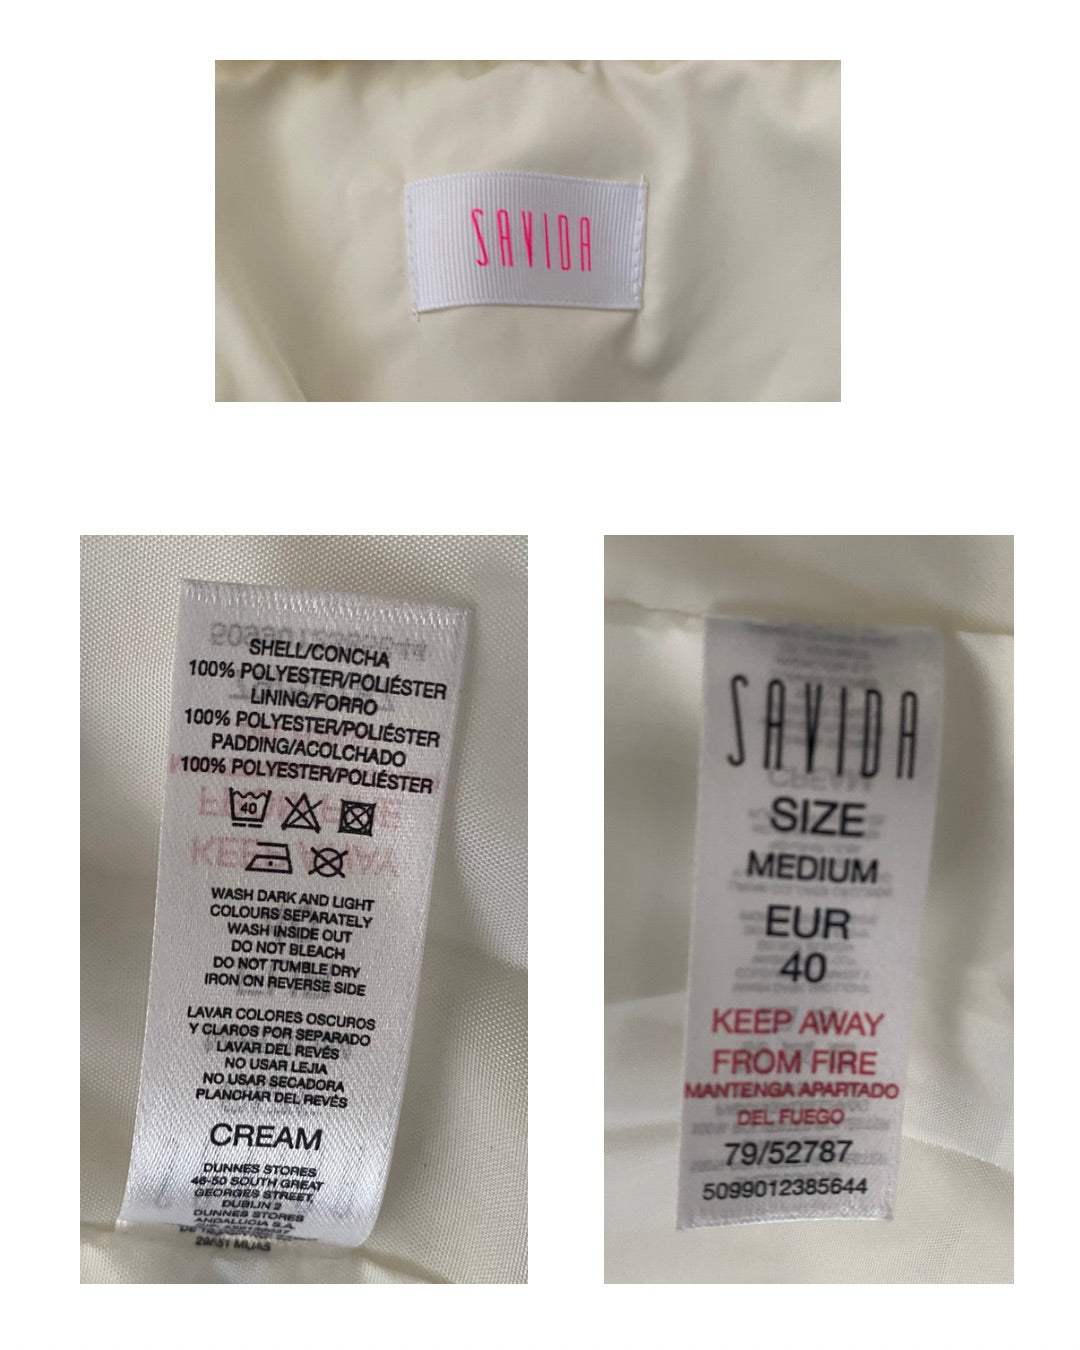 SAVIDA
SHELL/CONCHA
100% POLYESTER/POLIÉSTER
LINING/FORRO
100% POLYESTER/POLIÉSTER
PADDING/ACOLCHADO
100% POLYESTER/POLIÉSTER
40
WASH DARK AND LIGHT
COLOURS SEPARATELY
WASH INSIDE OUT
DO NOT BLEACH
DO NOT TUMBLE DRY
IRON ON REVERSE SIDE
LAVAR COLORES OSCUROS
Y CLAROS POR SEPARADO
LAVAR DEL REVÉS
NO USAR LEJIA
NO USAR SECADORA
PLANCHAR DEL REVÉS
CREAM
DUNNES STORES
46-50 SOUTH GREAT
GEORGES STREET,
DUBLIN 2
DUNNES STORES
ANDALUCIA S.A.
SAVIDA
SIZE
MEDIUM
EUR
40
KEEP AWAY
FROM FIRE
MANTENGA APARTADO
DEL FUEGO
79/52787
5099012385644